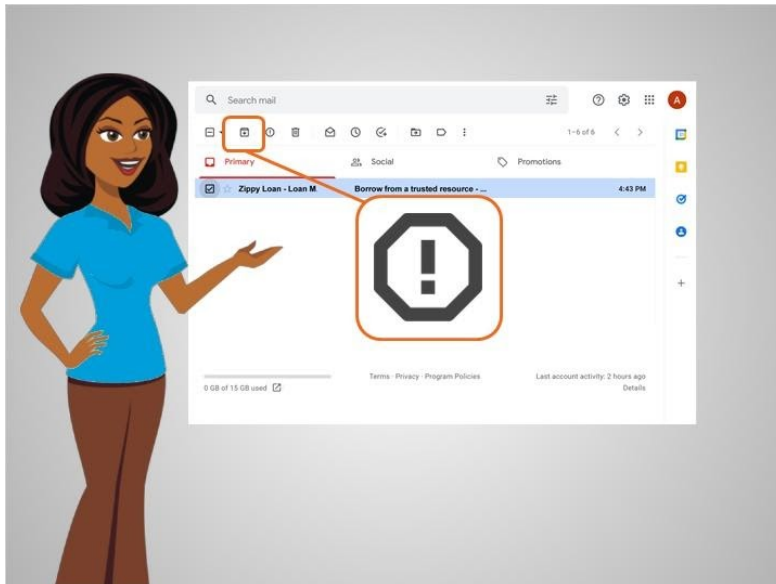 Search mail
A
1-6 of 6
Primary
Social
Promotions
Zippy Loan - Loan M. Borrow from a trusted resource - ...
4:43 PM
Terms · Privacy · Program Policies
Last account activity: 2 hours ago
0 GB of 15 GB used
Details